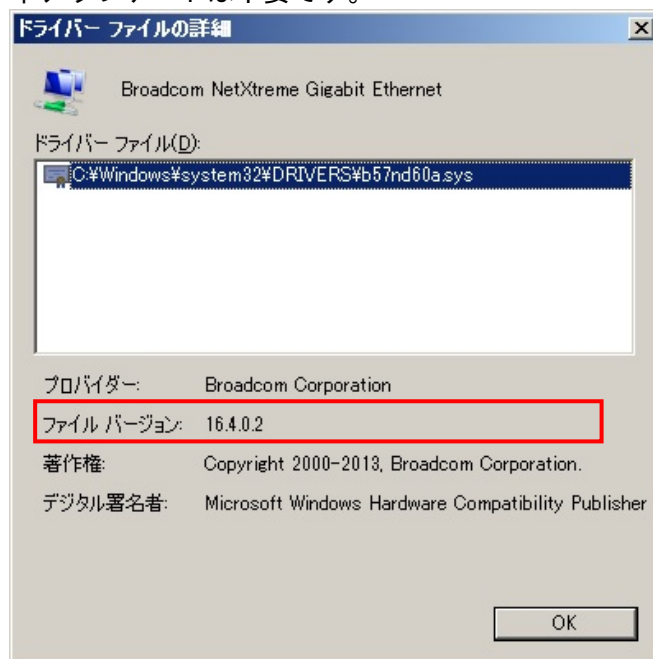 ドライバー ファイルの詳細
Broadcom NetXtreme Gigabit Ethernet
ドライバー ファイル(D):
C:¥Windows¥system32¥DRIVERS¥b57nd60a.sys
プロバイダー: Broadcom Corporation
ファイル バージョン: 16.4.0.2
著作権: Copyright 2000-2013, Broadcom Corporation.
デジタル署名者: Microsoft Windows Hardware Compatibility Publisher
OK